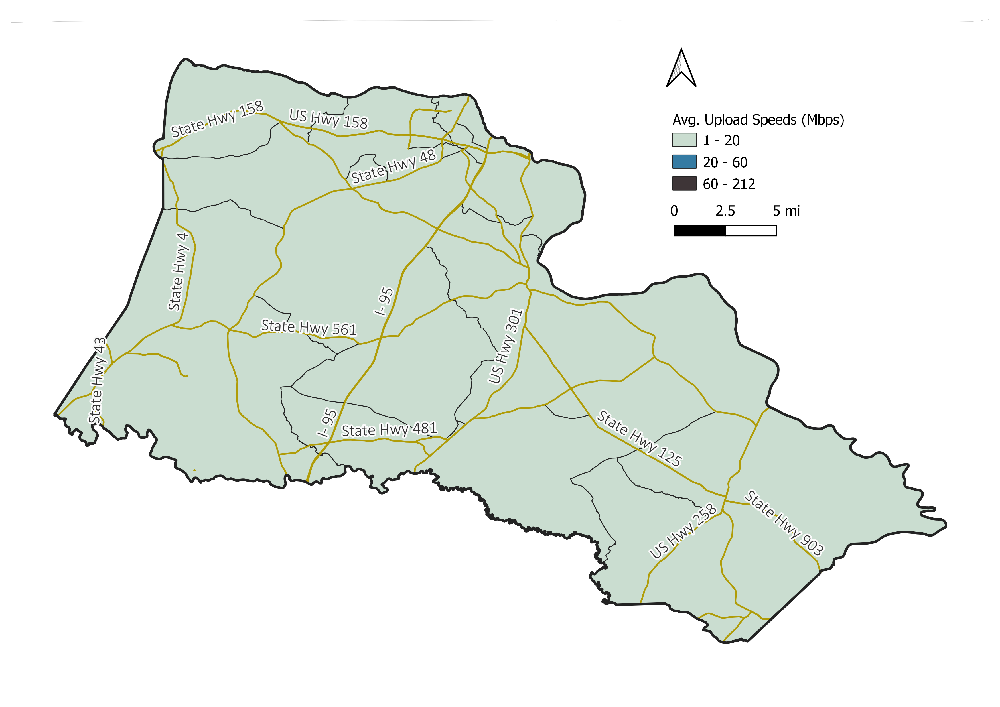 Avg. Upload Speeds (Mbps)
1 - 20
20 - 60
60 - 212
0 2.5 5 mi
State Hwy 158
US Hwy 158
State Hwy 48
State Hwy 4
I- 95
State Hwy 561
US Hwy 301
State Hwy 43
I- 95
State Hwy 481
State Hwy 125
State Hwy 903
US Hwy 258